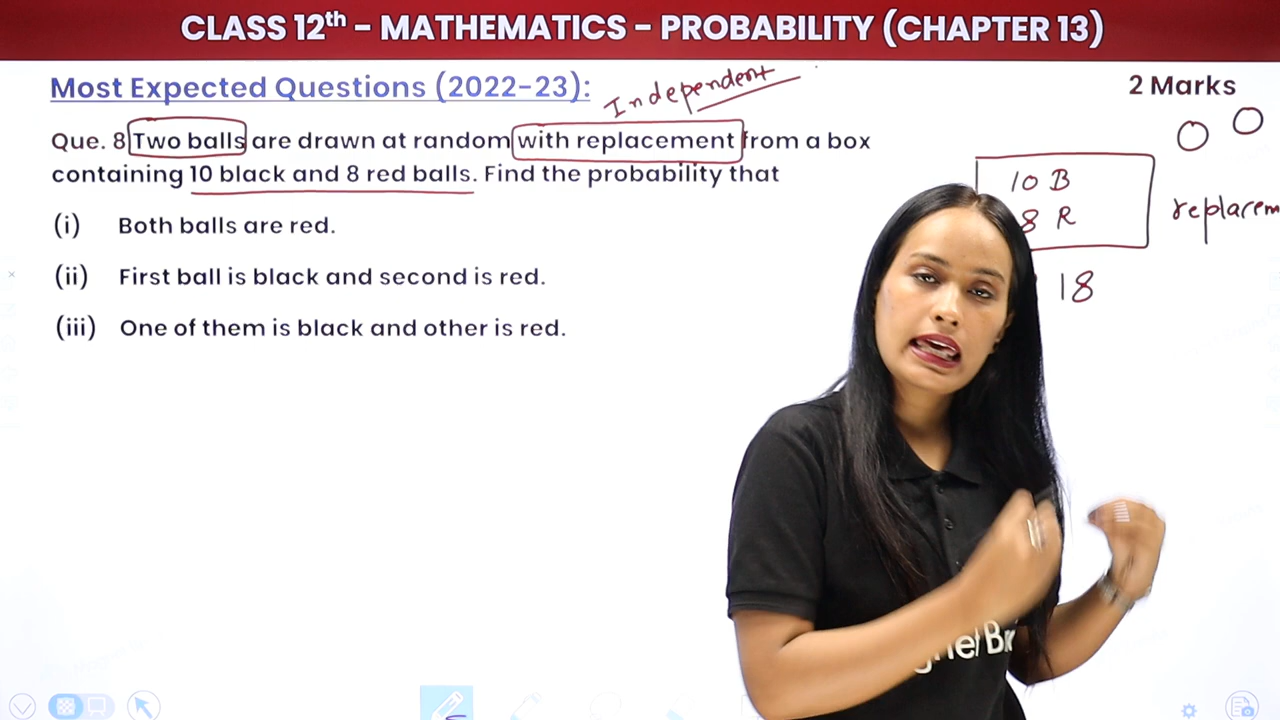 CLASS 12th – MATHEMATICS – PROBABILITY (CHAPTER 13)
Most Expected Questions (2022-23):
Independent
2 Marks
Que. 8 Two balls are drawn at random with replacement from a box
containing 10 black and 8 red balls. Find the probability that
(i) Both balls are red.
(ii) First ball is black and second is red.
(iii) One of them is black and other is red.
10 B
8 R
replacem
18